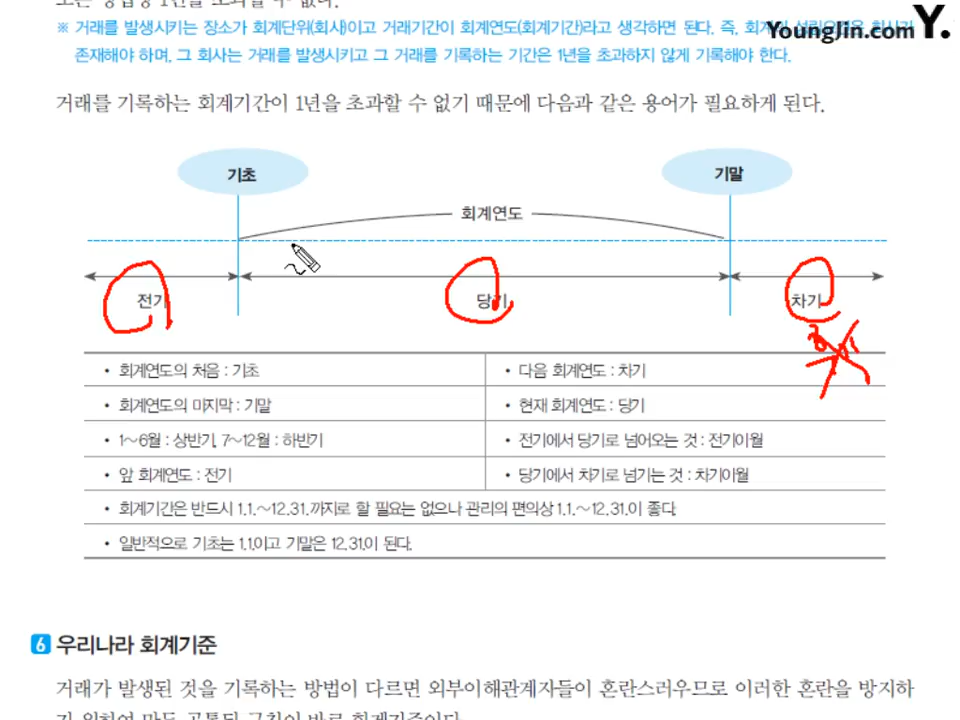 ※ 거래를 발생시키는 장소가 회계단위(회사)이고 거래기간이 회계연도(회계기간)라고 생각하면 된다. 즉,
YoungJin.com Y.
존재해야 하며, 그 회사는 거래를 발생시키고 그 거래를 기록하는 기간은 1년을 초과하지 않게 기록해야 한다.
거래를 기록하는 회계기간이 1년을 초과할 수 없기 때문에 다음과 같은 용어가 필요하게 된다.
기초 기말
회계연도
전기 당기 차기
• 회계연도의 처음 : 기초 • 다음 회계연도 : 차기
• 회계연도의 마지막 : 기말 • 현재 회계연도 : 당기
• 1~6월 : 상반기, 7~12월 : 하반기 • 전기에서 당기로 넘어오는 것 : 전기이월
• 앞 회계연도 : 전기 • 당기에서 차기로 넘기는 것 : 차기이월
• 회계기간은 반드시 1.1.~12.31.까지로 할 필요는 없으나 관리의 편의상 1.1.~12.31.이 좋다.
• 일반적으로 기초는 1.1.이고 기말은 12.31.이 된다.
6 우리나라 회계기준
거래가 발생된 것을 기록하는 방법이 다르면 외부이해관계자들이 혼란스러우므로 이러한 혼란을 방지하